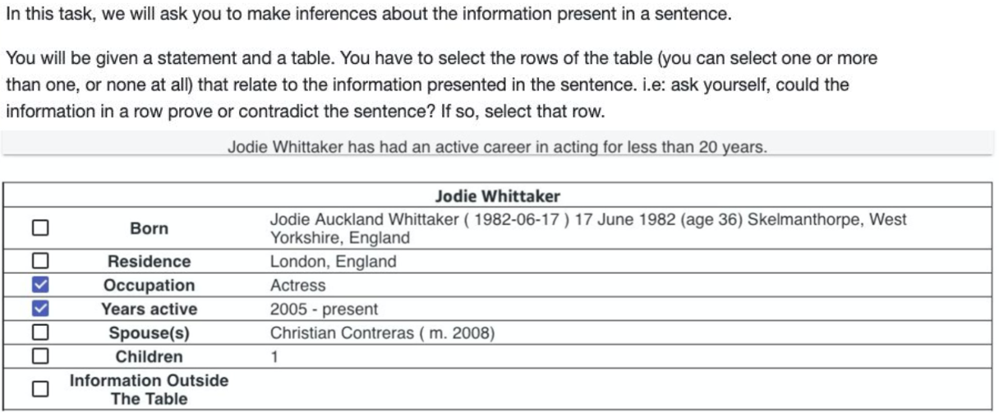 In this task, we will ask you to make inferences about the information present in a sentence.
You will be given a statement and a table. You have to select the rows of the table (you can select one or more
than one, or none at all) that relate to the information presented in the sentence. i.e: ask yourself, could the
information in a row prove or contradict the sentence? If so, select that row.
Jodie Whittaker has had an active career in acting for less than 20 years.
Jodie Whittaker
Born Jodie Auckland Whittaker ( 1982-06-17 ) 17 June 1982 (age 36) Skelmanthorpe, West
Yorkshire, England
Residence London, England
Occupation Actress
Years active 2005 - present
Spouse(s) Christian Contreras ( m. 2008)
Children 1
Information Outside
The Table